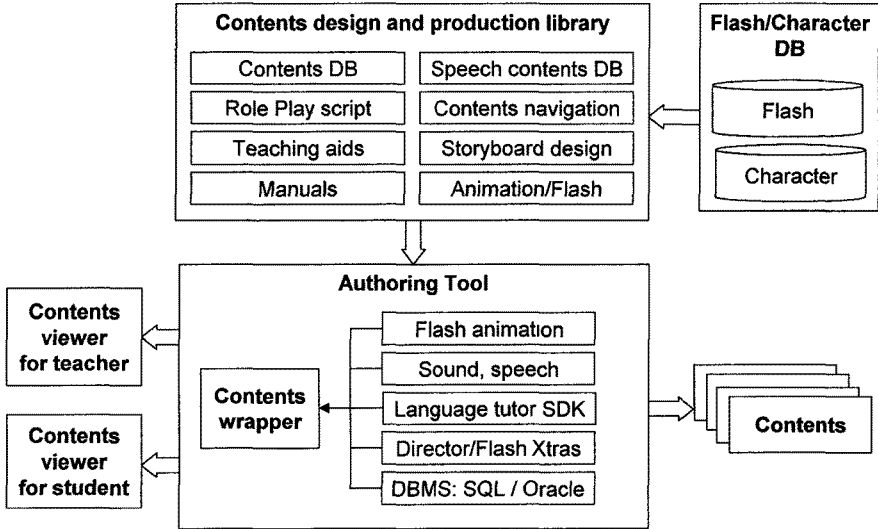 Contents design and production library
Contents DB
Speech contents DB
Role Play script
Contents navigation
Teaching aids
Storyboard design
Manuals
Animation/Flash
Flash/Character
DB
Flash
Character
Authoring Tool
Contents
viewer
for teacher
Contents
viewer
for student
Contents
wrapper
Flash animation
Sound, speech
Language tutor SDK
Director/Flash Xtras
DBMS: SQL / Oracle
Contents